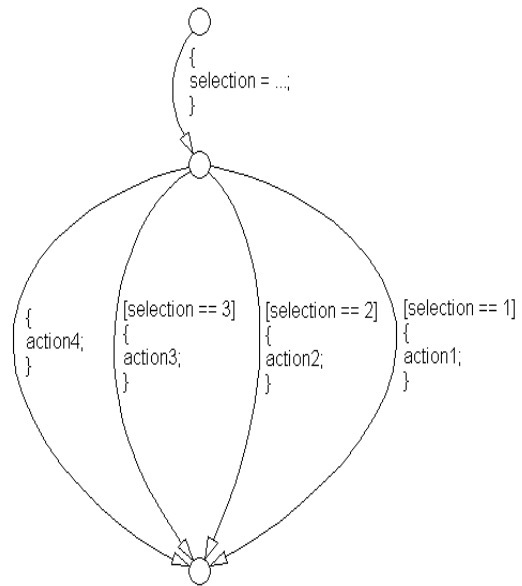 {
selection = ...;
}
{
action4;
}
[selection == 3]
{
action3;
}
[selection == 2]
{
action2;
}
[selection == 1]
{
action1;
}